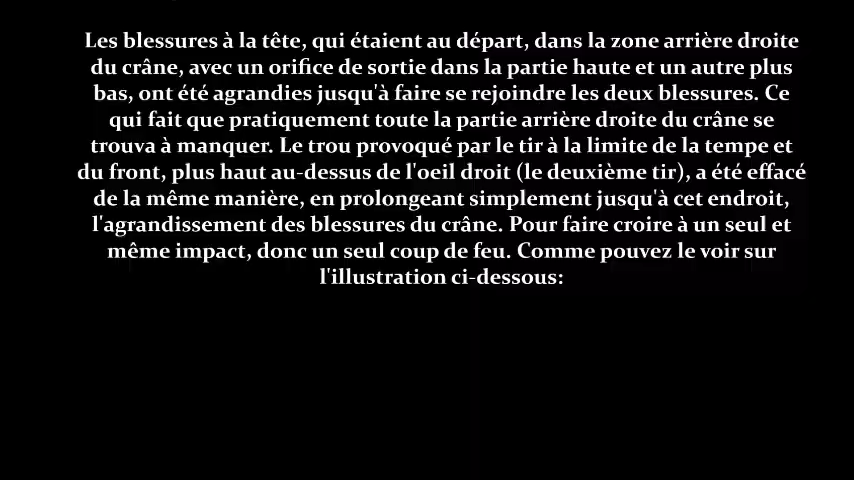 Les blessures à la tête, qui étaient au départ, dans la zone arrière droite
du crâne, avec un orifice de sortie dans la partie haute et un autre plus
bas, ont été agrandies jusqu'à faire se rejoindre les deux blessures. Ce
qui fait que pratiquement toute la partie arrière droite du crâne se
trouva à manquer. Le trou provoqué par le tir à la limite de la tempe et
du front, plus haut au-dessus de l'oeil droit (le deuxième tir), a été effacé
de la même manière, en prolongeant simplement jusqu'à cet endroit,
l'agrandissement des blessures du crâne. Pour faire croire à un seul et
même impact, donc un seul coup de feu. Comme pouvez le voir sur
l'illustration ci-dessous: